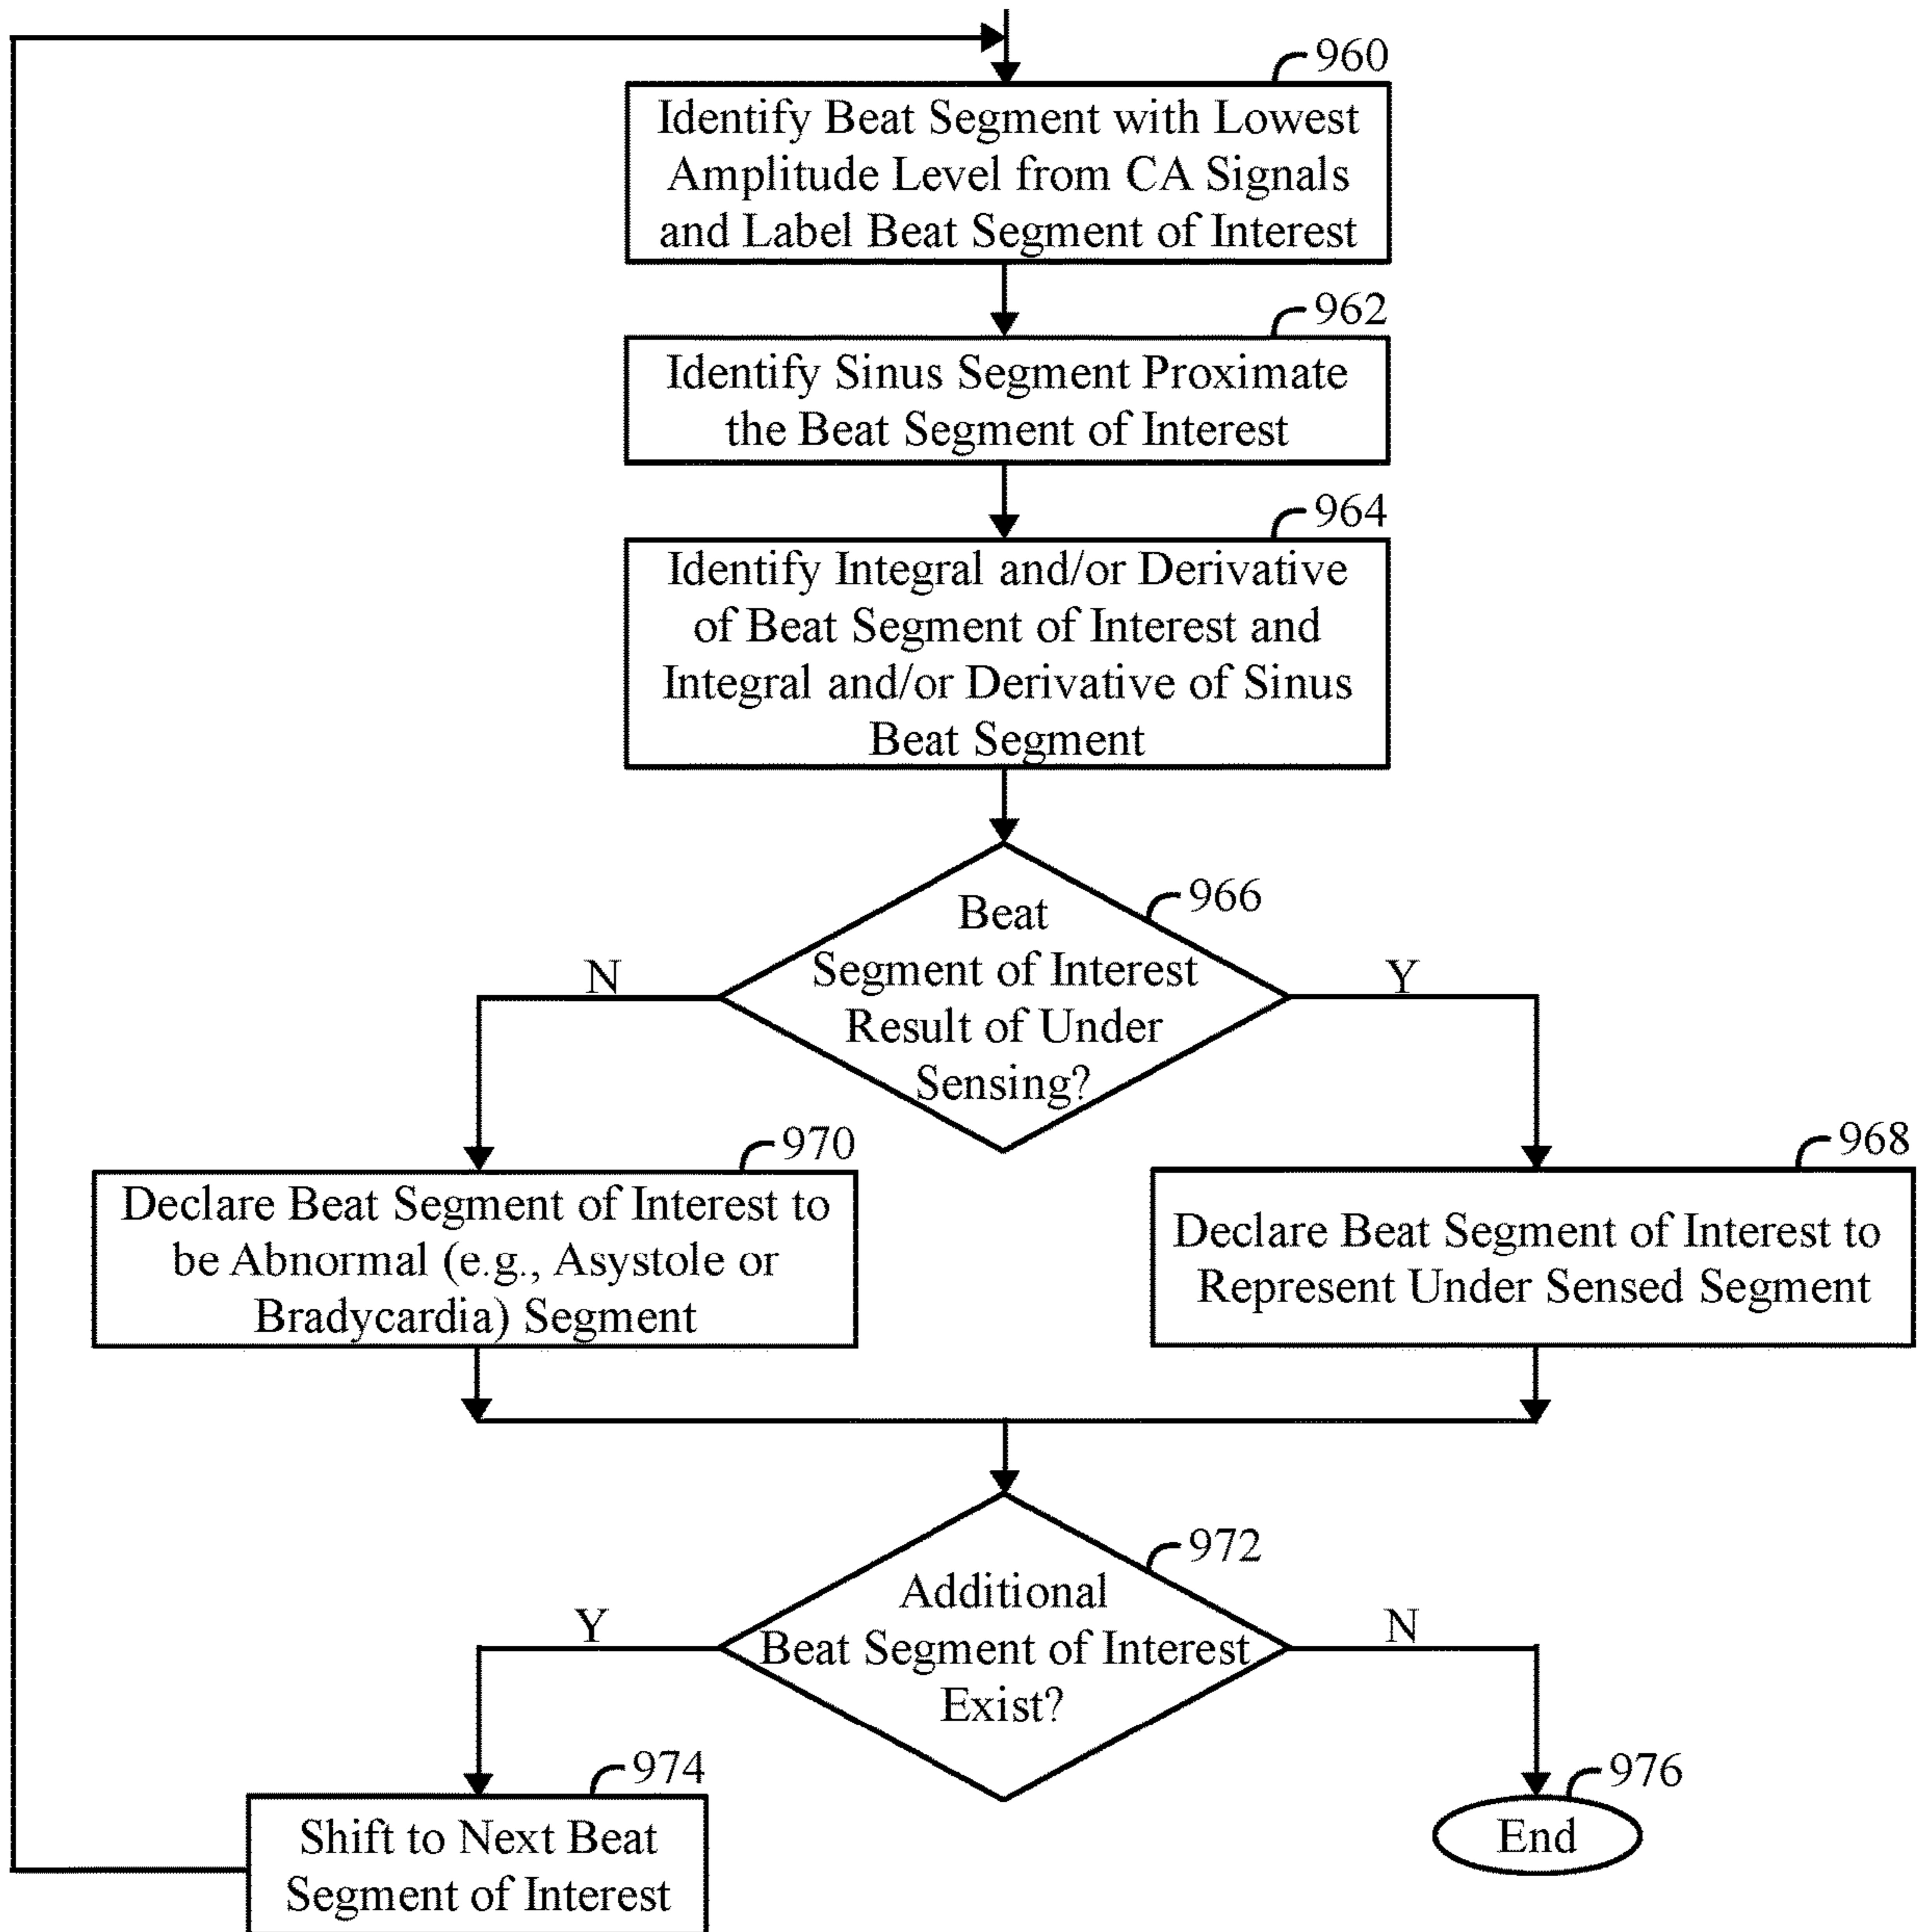 960
Identify Beat Segment with Lowest
Amplitude Level from CA Signals
and Label Beat Segment of Interest
962
Identify Sinus Segment Proximate
the Beat Segment of Interest
964
Identify Integral and/or Derivative
of Beat Segment of Interest and
Integral and/or Derivative of Sinus
Beat Segment
966
Beat
Segment of Interest
Result of Under
Sensing?
N
Y
970
Declare Beat Segment of Interest to
be Abnormal (e.g., Asystole or
Bradycardia) Segment
968
Declare Beat Segment of Interest to
Represent Under Sensed Segment
972
Additional
Beat Segment of Interest
Exist?
Y
N
974
Shift to Next Beat
Segment of Interest
976
End